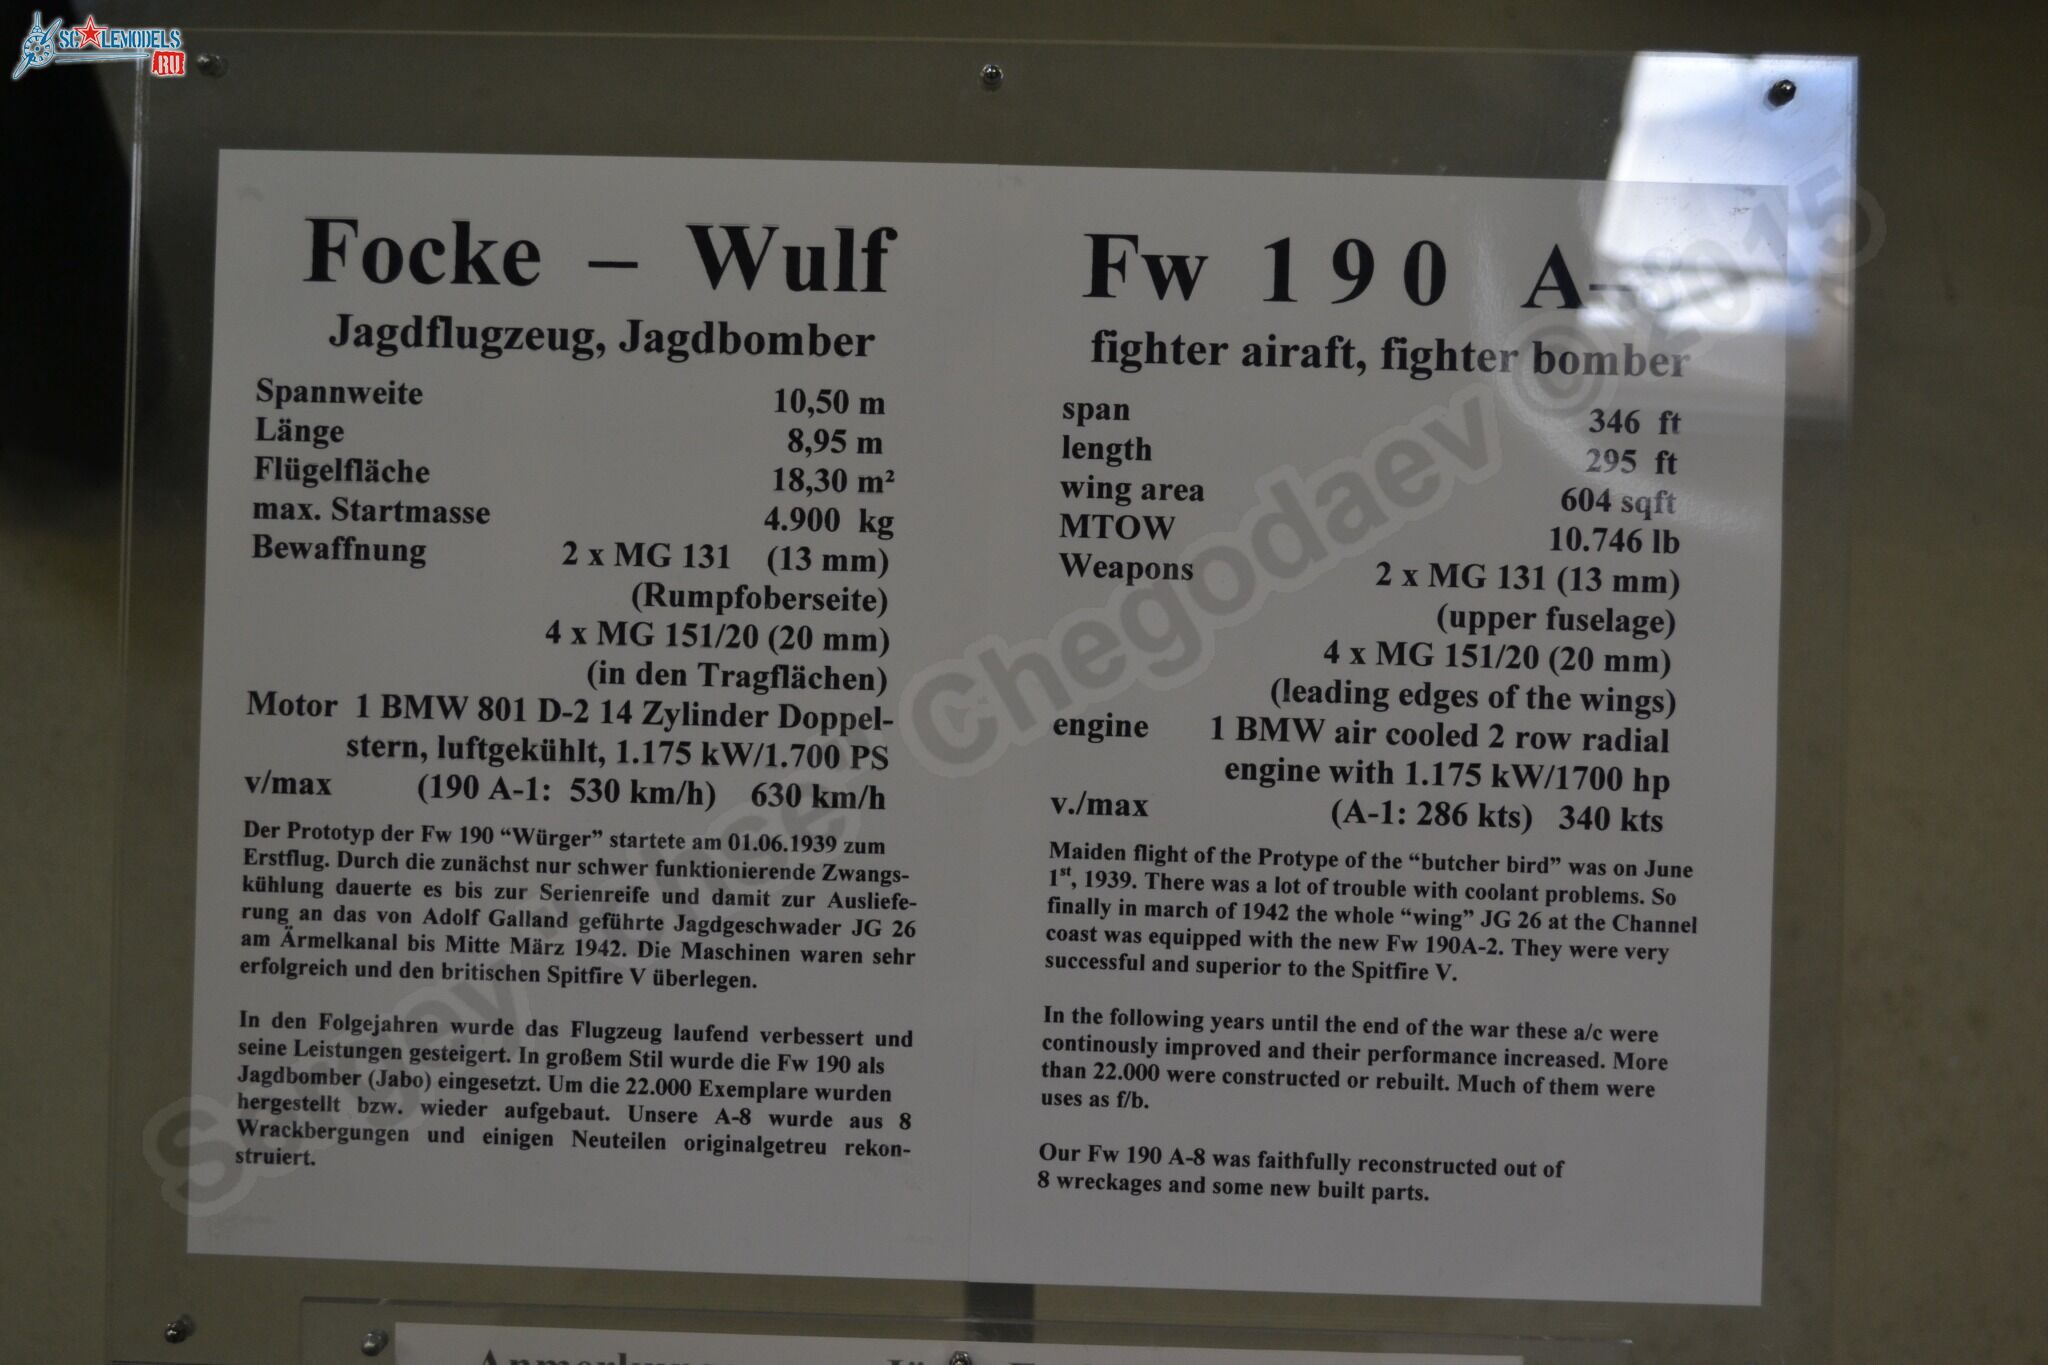 SCALEMODELS
RU
Focke – Wulf
Jagdflugzeug, Jagdbomber
Spannweite 10,50 m
Länge 8,95 m
Flügelfläche 18,30 m²
max. Startmasse 4.900 kg
Bewaffnung 2 x MG 131 (13 mm)
(Rumpfoberseite)
4 x MG 151/20 (20 mm)
(in den Tragflächen)
Motor 1 BMW 801 D-2 14 Zylinder Doppel-
stern, luftgekühlt, 1.175 kW/1.700 PS
v/max (190 A-1: 530 km/h) 630 km/h
Der Prototyp der Fw 190 “Würger” startete am 01.06.1939 zum
Erstflug. Durch die zunächst nur schwer funktionierende Zwangs-
kühlung dauerte es bis zur Serienreife und damit zur Ausliefe-
rung an das von Adolf Galland geführte Jagdgeschwader JG 26
am Ärmelkanal bis Mitte März 1942. Die Maschinen waren sehr
erfolgreich und den britischen Spitfire V überlegen.
In den Folgejahren wurde das Flugzeug laufend verbessert und
seine Leistungen gesteigert. In großem Stil wurde die Fw 190 als
Jagdbomber (Jabo) eingesetzt. Um die 22.000 Exemplare wurden
hergestellt bzw. wieder aufgebaut. Unsere A-8 wurde aus 8
Wrackbergungen und einigen Neuteilen originalgetreu rekon-
struiert.
Fw 190 A-
fighter airaft, fighter bomber
span 346 ft
length 295 ft
wing area 604 sqft
MTOW 10.746 lb
Weapons 2 x MG 131 (13 mm)
(upper fuselage)
4 x MG 151/20 (20 mm)
(leading edges of the wings)
engine 1 BMW air cooled 2 row radial
engine with 1.175 kW/1700 hp
v./max (A-1: 286 kts) 340 kts
Maiden flight of the Protype of the “butcher bird” was on June
1st, 1939. There was a lot of trouble with coolant problems. So
finally in march of 1942 the whole “wing” JG 26 at the Channel
coast was equipped with the new Fw 190A-2. They were very
successful and superior to the Spitfire V.
In the following years until the end of the war these a/c were
continously improved and their performance increased. More
than 22.000 were constructed or rebuilt. Much of them were
uses as f/b.
Our Fw 190 A-8 was faithfully reconstructed out of
8 wreckages and some new built parts.
Chegodaev © 2015